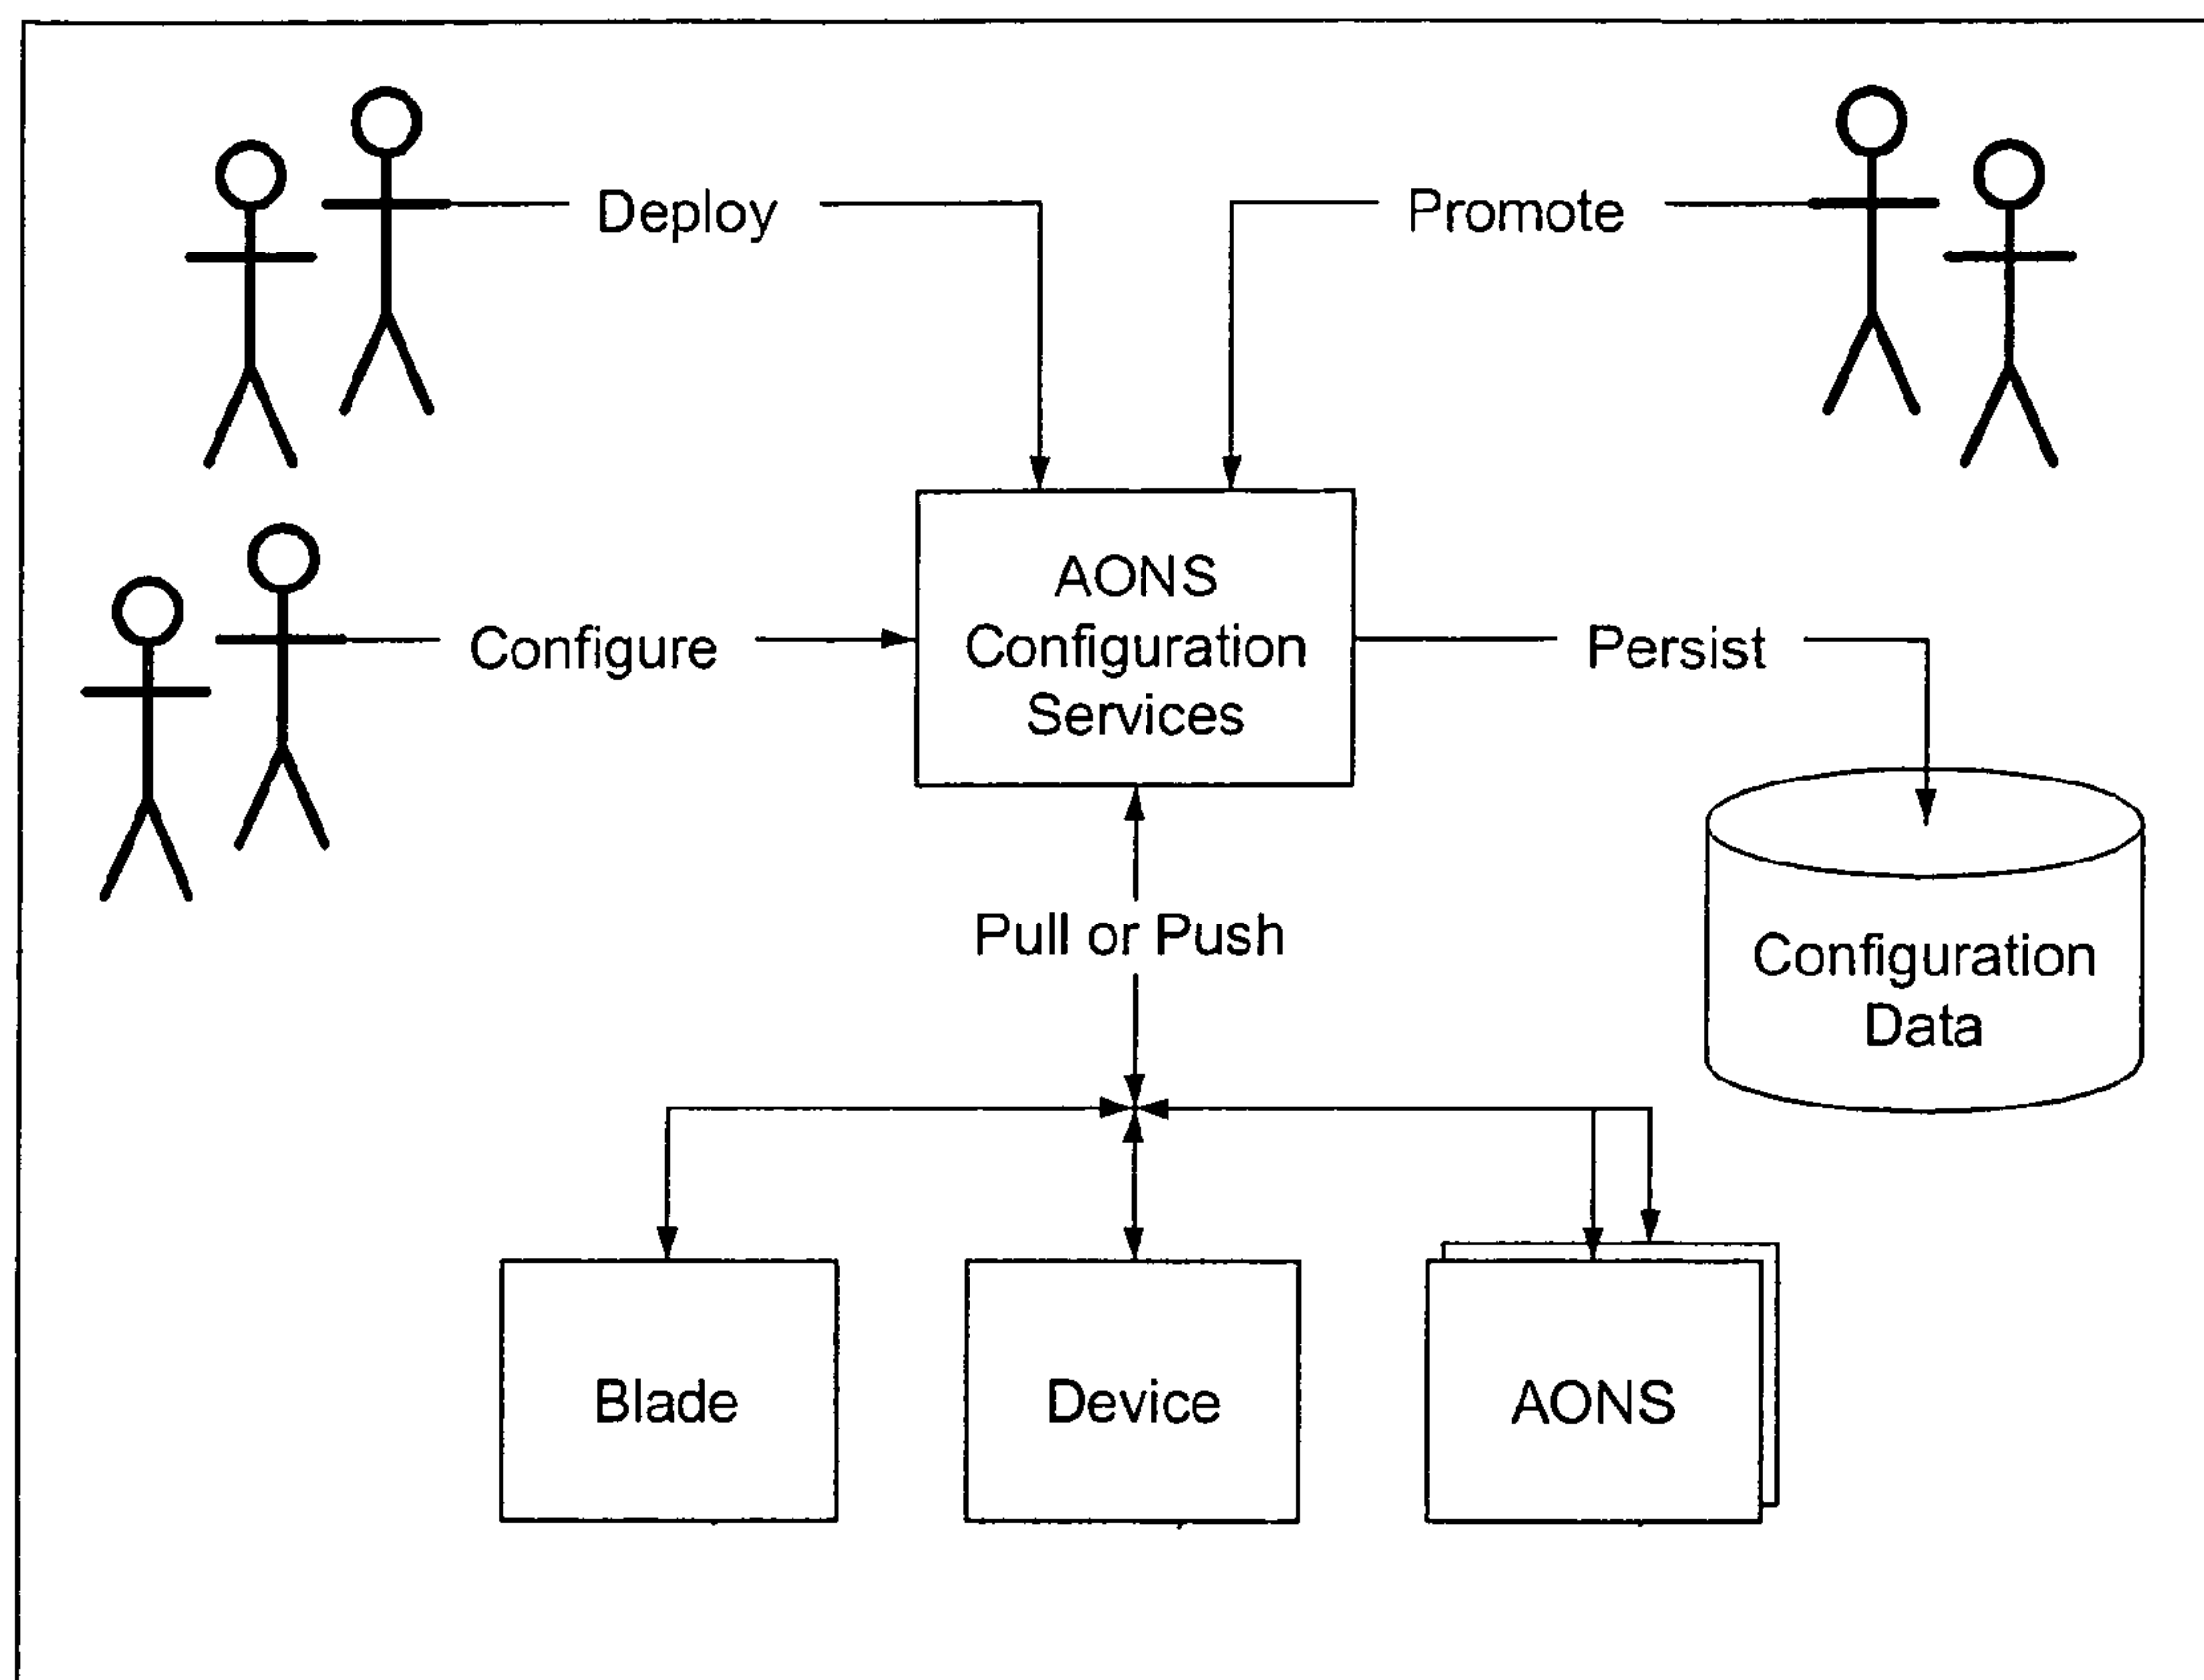 Deploy
Promote
AONS
Configuration
Services
Configure
Persist
Pull or Push
Configuration
Data
Blade
Device
AONS